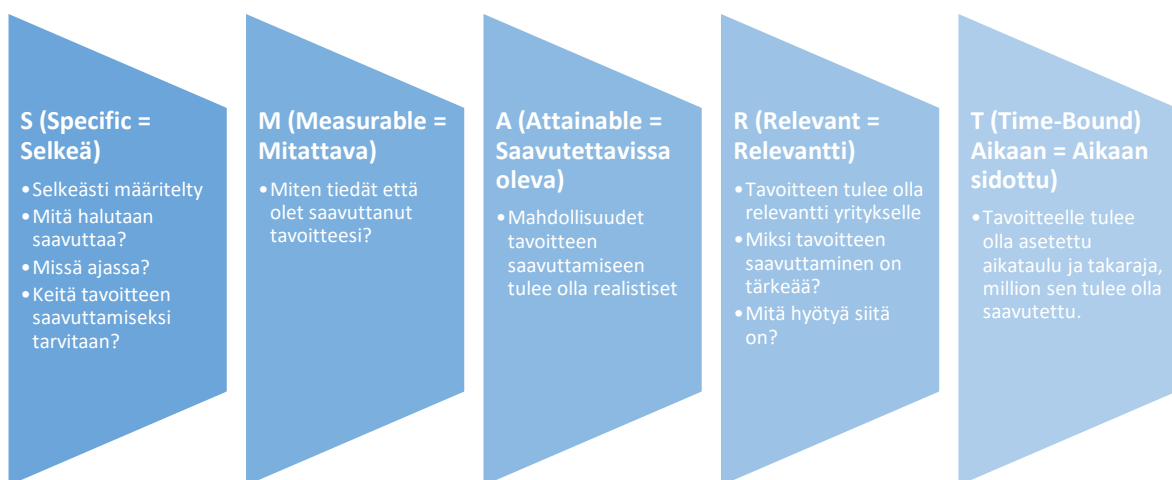 S (Specific =
Selkeä)
•Selkeästi määritelty
•Mitä halutaan
saavuttaa?
•Missä ajassa?
•Keitä tavoitteen
saavuttamiseksi
tarvitaan?
M (Measurable =
Mitattava)
•Miten tiedät että
olet saavuttanut
tavoitteesi?
A (Attainable =
Saavutettavissa
oleva)
•Mahdollisuudet
tavoitteen
saavuttamiseen
tulee olla realistiset
R (Relevant =
Relevantti)
•Tavoitteen tulee olla
relevantti yritykselle
•Miksi tavoitteen
saavuttaminen on
tärkeää?
•Mitä hyötyä siitä
on?
T (Time-Bound)
Aikaan = Aikaan
sidottu)
•Tavoitteelle tulee
olla asetettu
aikataulu ja takaraja,
million sen tulee olla
saavutettu.